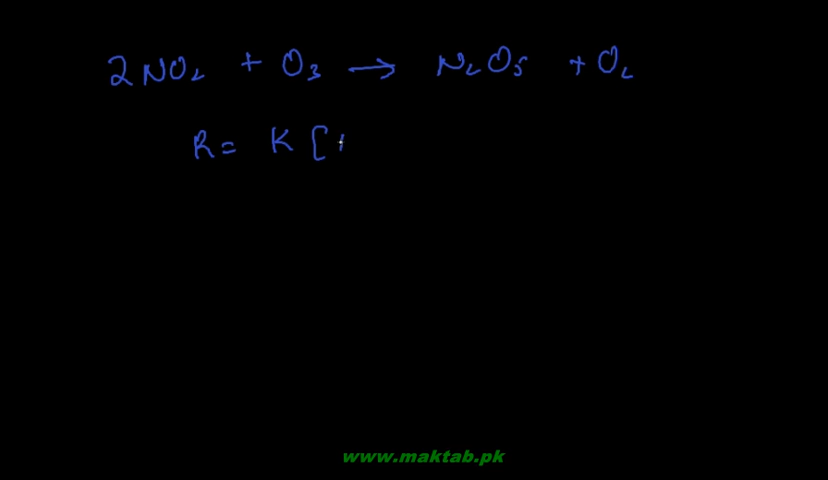 2NO₂ + O₃ → N₂O₅ + O₂
R = K [
www.maktab.pk